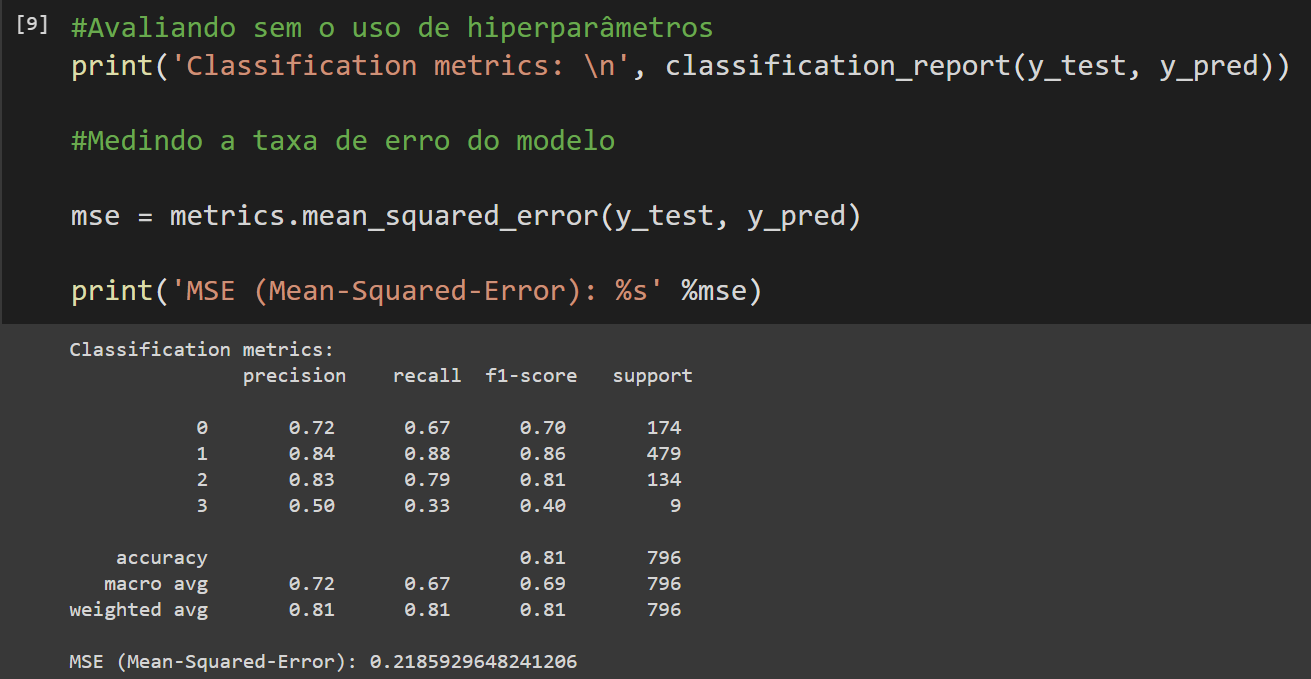 [9] #Avaliando sem o uso de hiperparâmetros
print('Classification metrics: \n', classification_report(y_test, y_pred))
#Medindo a taxa de erro do modelo
mse = metrics.mean_squared_error(y_test, y_pred)
print('MSE (Mean-Squared-Error): %s' %mse)
Classification metrics:
precision recall f1-score support
0 0.72 0.67 0.70 174
1 0.84 0.88 0.86 479
2 0.83 0.79 0.81 134
3 0.50 0.33 0.40 9
accuracy 0.81 796
macro avg 0.72 0.67 0.69 796
weighted avg 0.81 0.81 0.81 796
MSE (Mean-Squared-Error): 0.2185929648241206